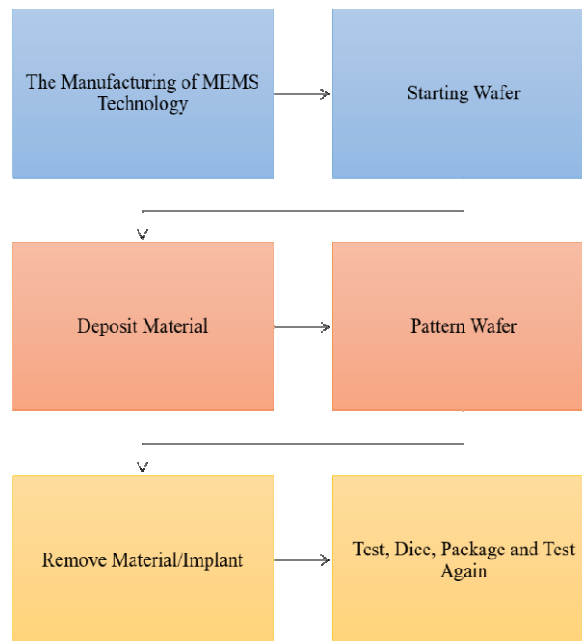 The Manufacturing of MEMS
Technology
Starting Wafer
Deposit Material
Pattern Wafer
Remove Material/Implant
Test, Dice, Package and Test
Again